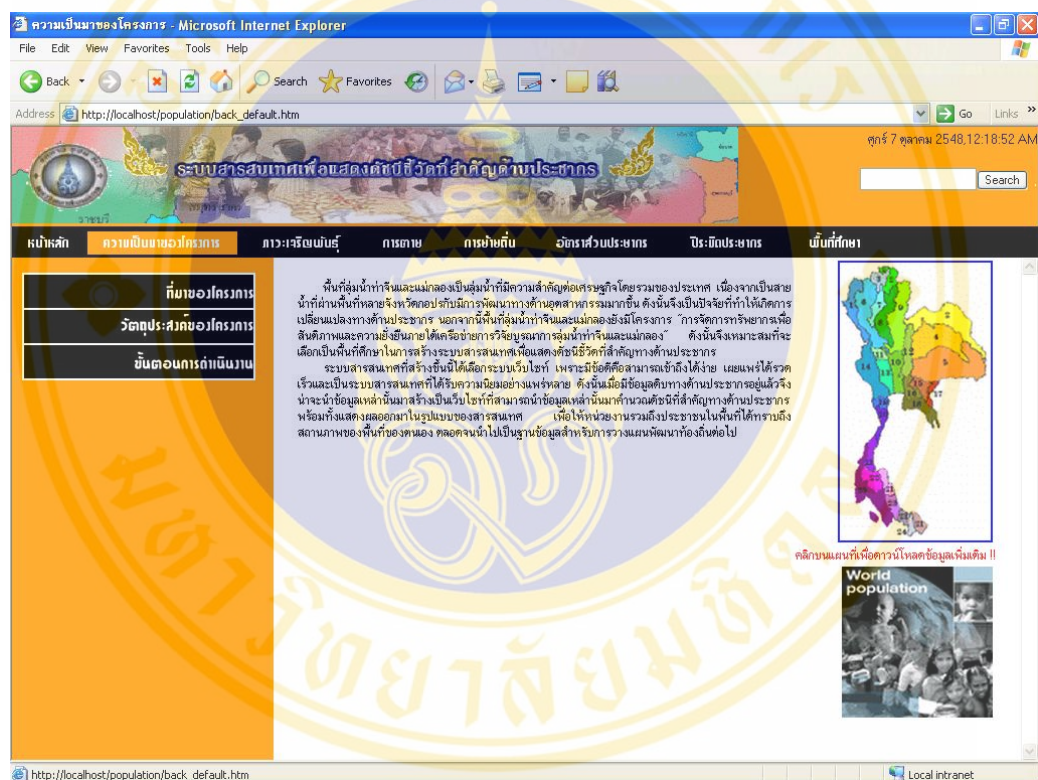 ความเป็นมาของโครงการ - Microsoft Internet Explorer
File Edit View Favorites Tools Help
Back Search Favorites
Address http://localhost/population/back_default.htm Go Links »
ศุกร์ 7 ตุลาคม 2548,12:18:52 AM
ระบบสารสนเทศเพื่อแสดงดัชนีชี้วัดที่สำคัญด้านประชากร
Search
ราชบุรี
หน้าหลัก ความเป็นมาของโครงการ ภาวะเจริญพันธุ์ การตาย การย้ายถิ่น อัตราส่วนประชากร ปิระมิดประชากร พื้นที่ศึกษา
ที่มาของโครงการ
วัตถุประสงค์ของโครงการ
ขั้นตอนการดำเนินงาน
พื้นที่ลุ่มน้ำท่าจีนและแม่กลองเป็นลุ่มน้ำที่มีความสำคัญต่อเศรษฐกิจโดยรวมของประเทศ เนื่องจากเป็นสาย
น้ำที่ผ่านพื้นที่หลายจังหวัดกอปรกับมีการพัฒนาทางด้านอุตสาหกรรมมากขึ้น ดังนั้นจึงเป็นปัจจัยที่ทำให้เกิดการ
เปลี่ยนแปลงทางด้านประชากร นอกจากนี้พื้นที่ลุ่มน้ำท่าจีนและแม่กลองยังมีโครงการ "การจัดการทรัพยากรเพื่อ
สันติภาพและความยั่งยืนภายใต้เครือข่ายการวิจัยบูรณาการลุ่มน้ำท่าจีนและแม่กลอง" ดังนั้นจึงเหมาะสมที่จะ
เลือกเป็นพื้นที่ศึกษาในการสร้างระบบสารสนเทศเพื่อแสดงดัชนีชี้วัดที่สำคัญทางด้านประชากร
ระบบสารสนเทศที่สร้างขึ้นนี้ได้เลือกระบบเว็บไซท์ เพราะมีข้อดีคือสามารถเข้าถึงได้ง่าย เผยแพร่ได้รวด
เร็วและเป็นระบบสารสนเทศที่ได้รับความนิยมอย่างแพร่หลาย ดังนั้นเมื่อมีข้อมูลดิบทางด้านประชากรอยู่แล้วจึง
น่าจะนำข้อมูลเหล่านั้นมาสร้างเป็นเว็บไซท์ที่สามารถนำข้อมูลเหล่านั้นมาคำนวณดัชนีที่สำคัญทางด้านประชากร
พร้อมทั้งแสดงผลออกมาในรูปแบบของสารสนเทศ เพื่อให้หน่วยงานรวมถึงประชาชนในพื้นที่ได้ทราบถึง
สถานภาพของพื้นที่ของตนเอง ตลอดจนนำไปเป็นฐานข้อมูลสำหรับการวางแผนพัฒนาท้องถิ่นต่อไป
คลิกบนแผนที่เพื่อดาวน์โหลดข้อมูลเพิ่มเติม !!
World
population
มหาวิทยาลัยมหิดล
http://localhost/population/back_default.htm Local intranet